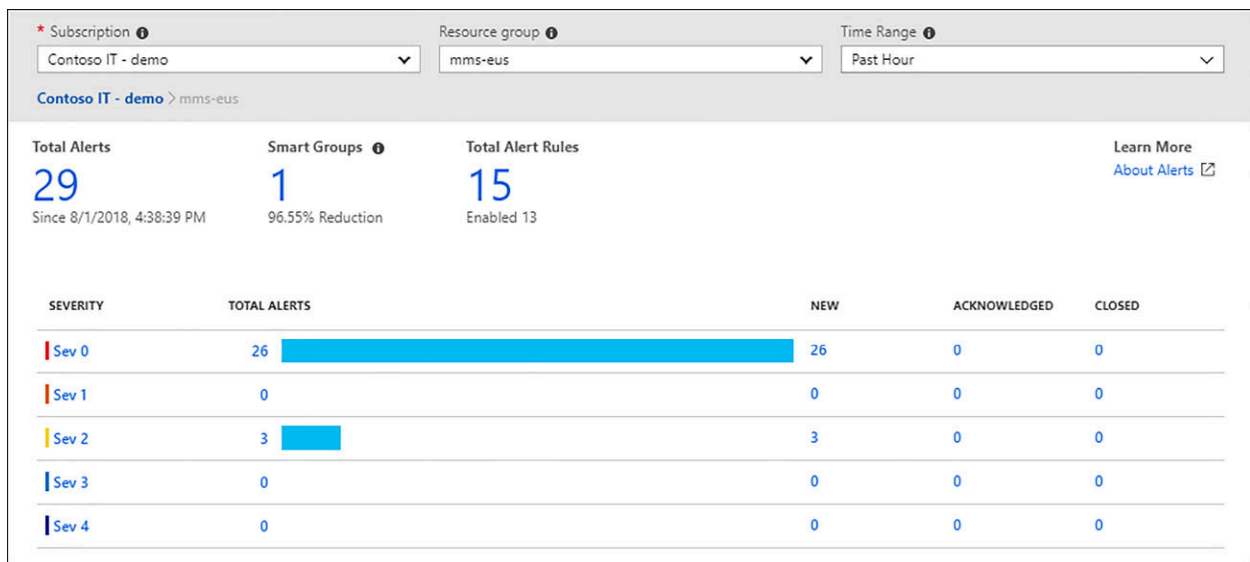 * Subscription Resource group Time Range
Contoso IT - demo mms-eus Past Hour
Contoso IT - demo > mms-eus
Total Alerts Smart Groups Total Alert Rules Learn More
29 1 15 About Alerts
Since 8/1/2018, 4:38:39 PM 96.55% Reduction Enabled 13
SEVERITY TOTAL ALERTS NEW ACKNOWLEDGED CLOSED
Sev 0 26 26 0 0
Sev 1 0 0 0 0
Sev 2 3 3 0 0
Sev 3 0 0 0 0
Sev 4 0 0 0 0